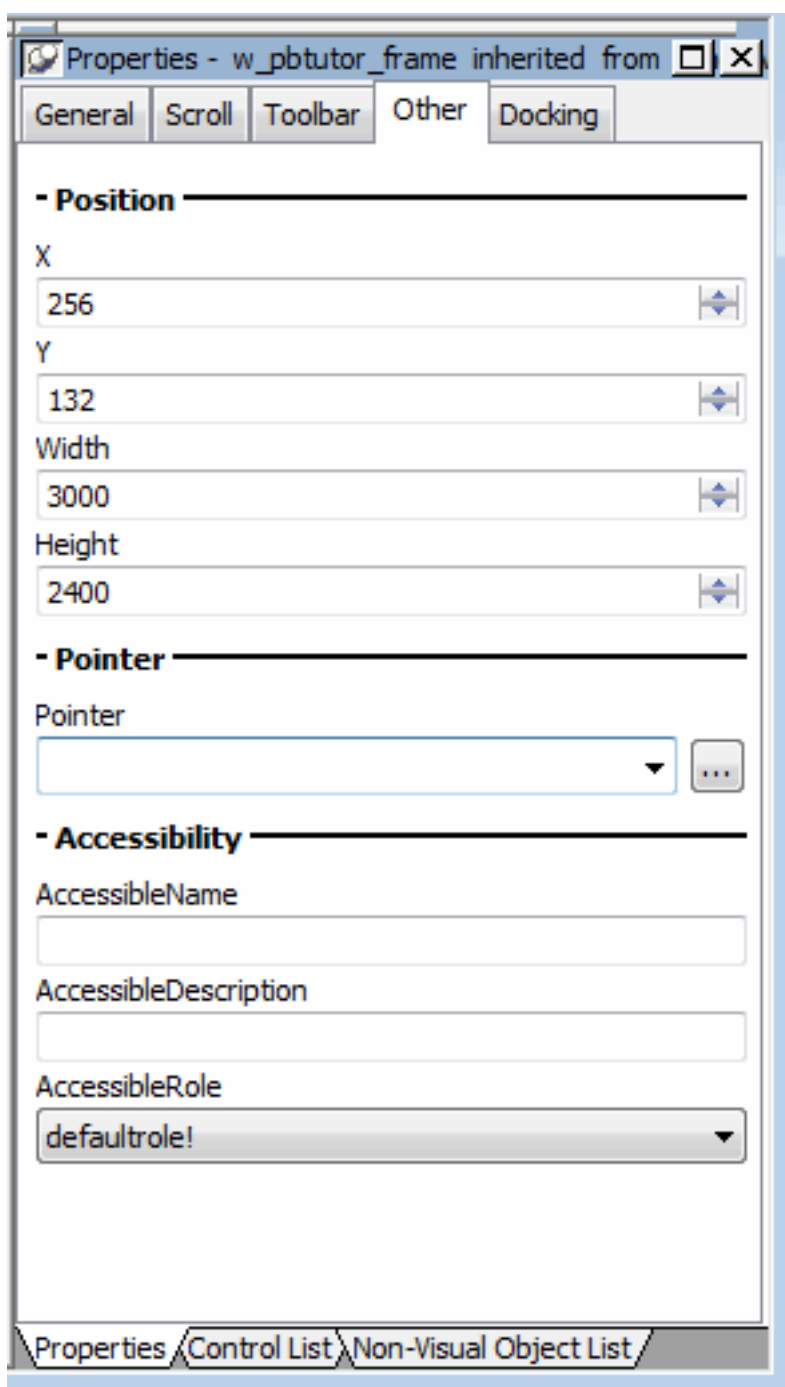 Properties - w_pbtutor_frame inherited from
General Scroll Toolbar Other Docking
- Position
X
256
Y
132
Width
3000
Height
2400
- Pointer
Pointer
...
- Accessibility
AccessibleName
AccessibleDescription
AccessibleRole
defaultrole!
Properties Control List Non-Visual Object List